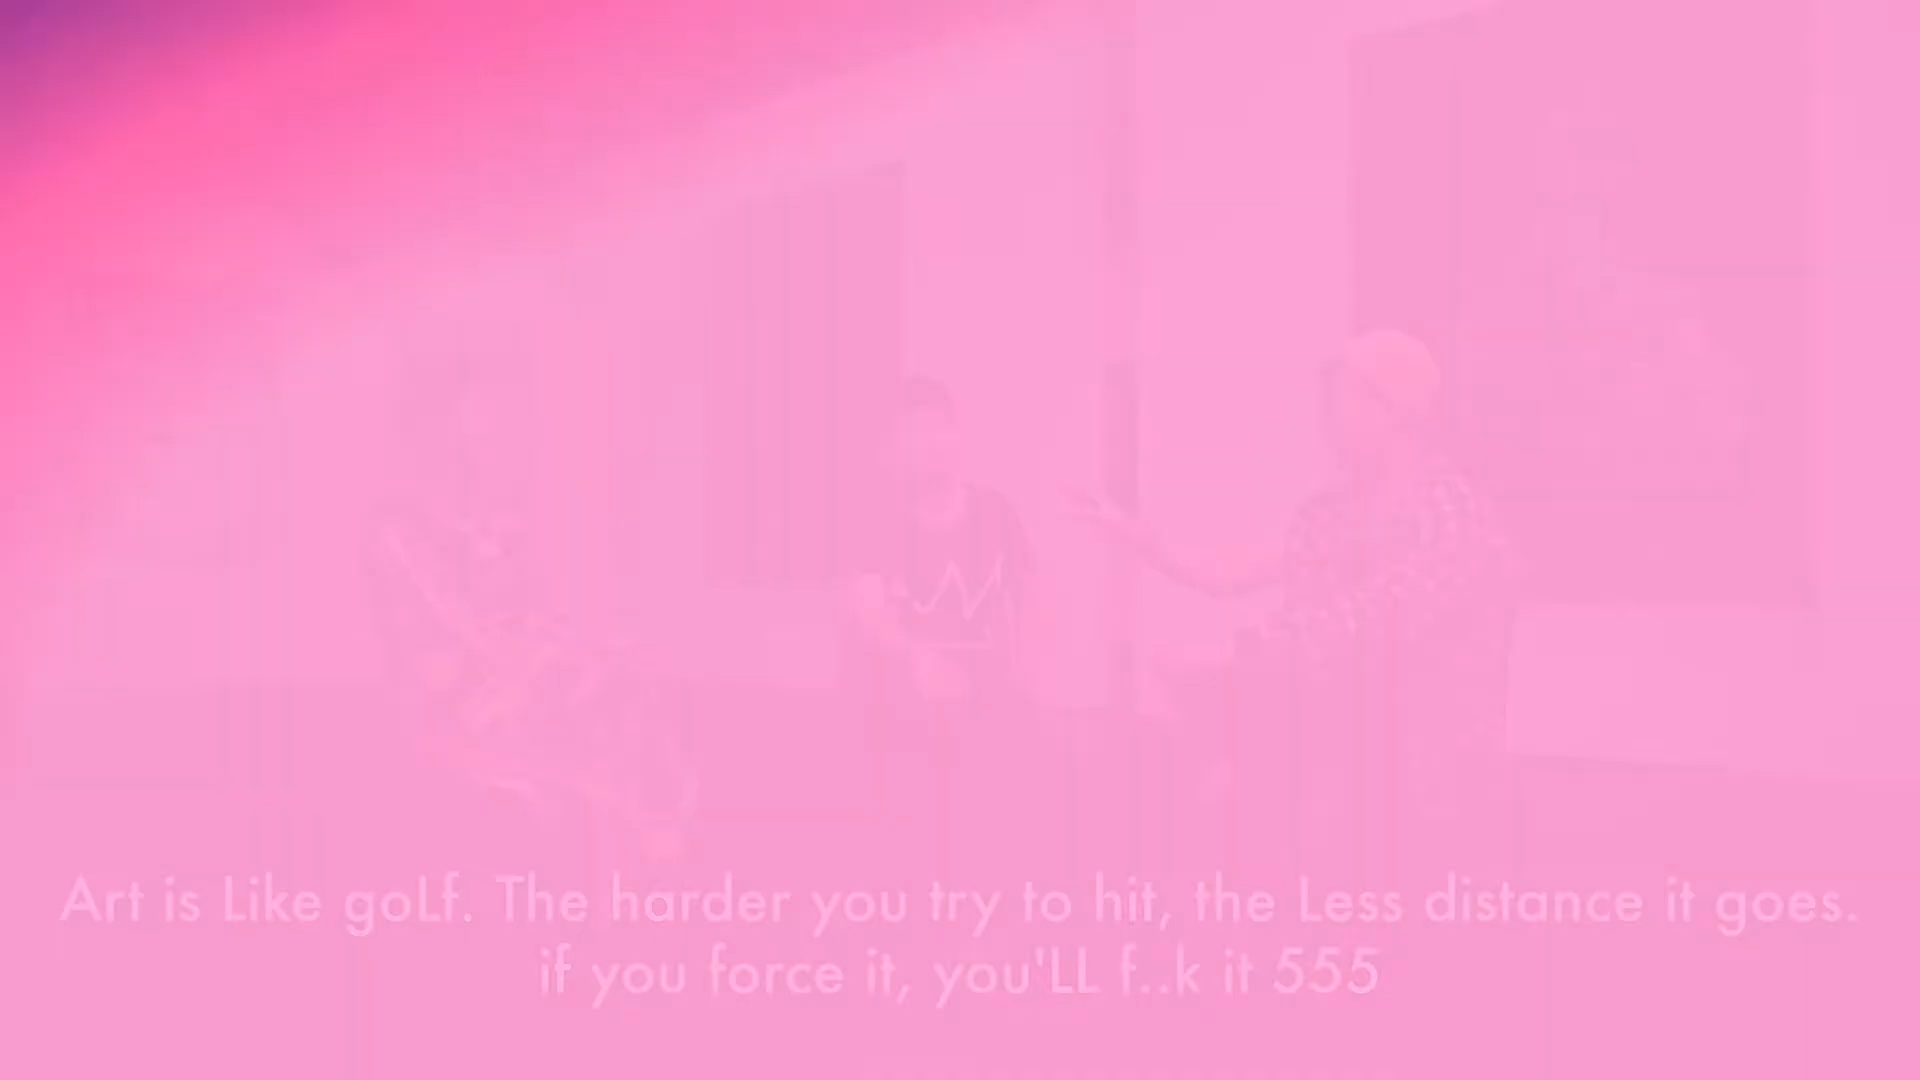 Art is Like goLf. The harder you try to hit, the Less distance it goes.
if you force it, you'LL f..k it 555